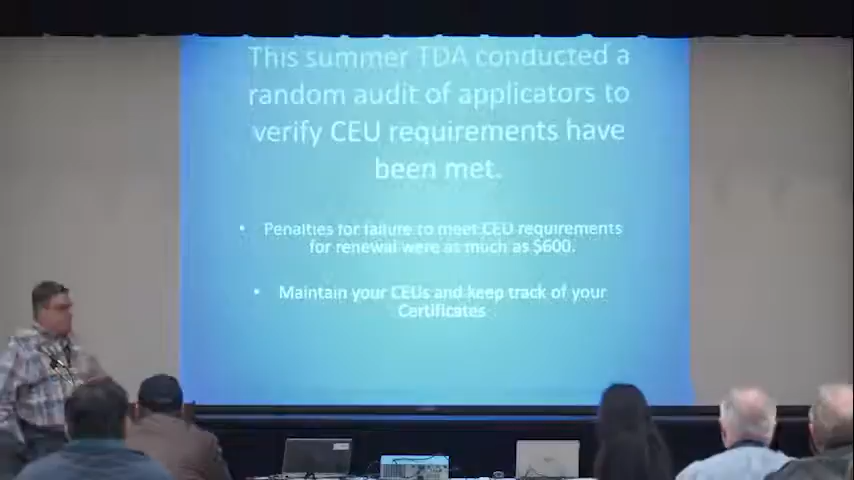 This summer TDA conducted a
random audit of applicators to
verify CEU requirements have
been met.
• Penalties for failure to meet CEU requirements
for renewal were as much as $600.
• Maintain your CEUs and keep track of your
Certificates